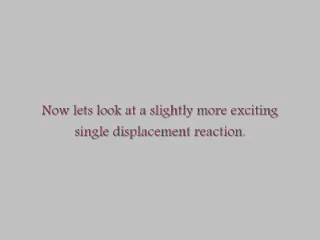 Now lets look at a slightly more exciting
single displacement reaction.